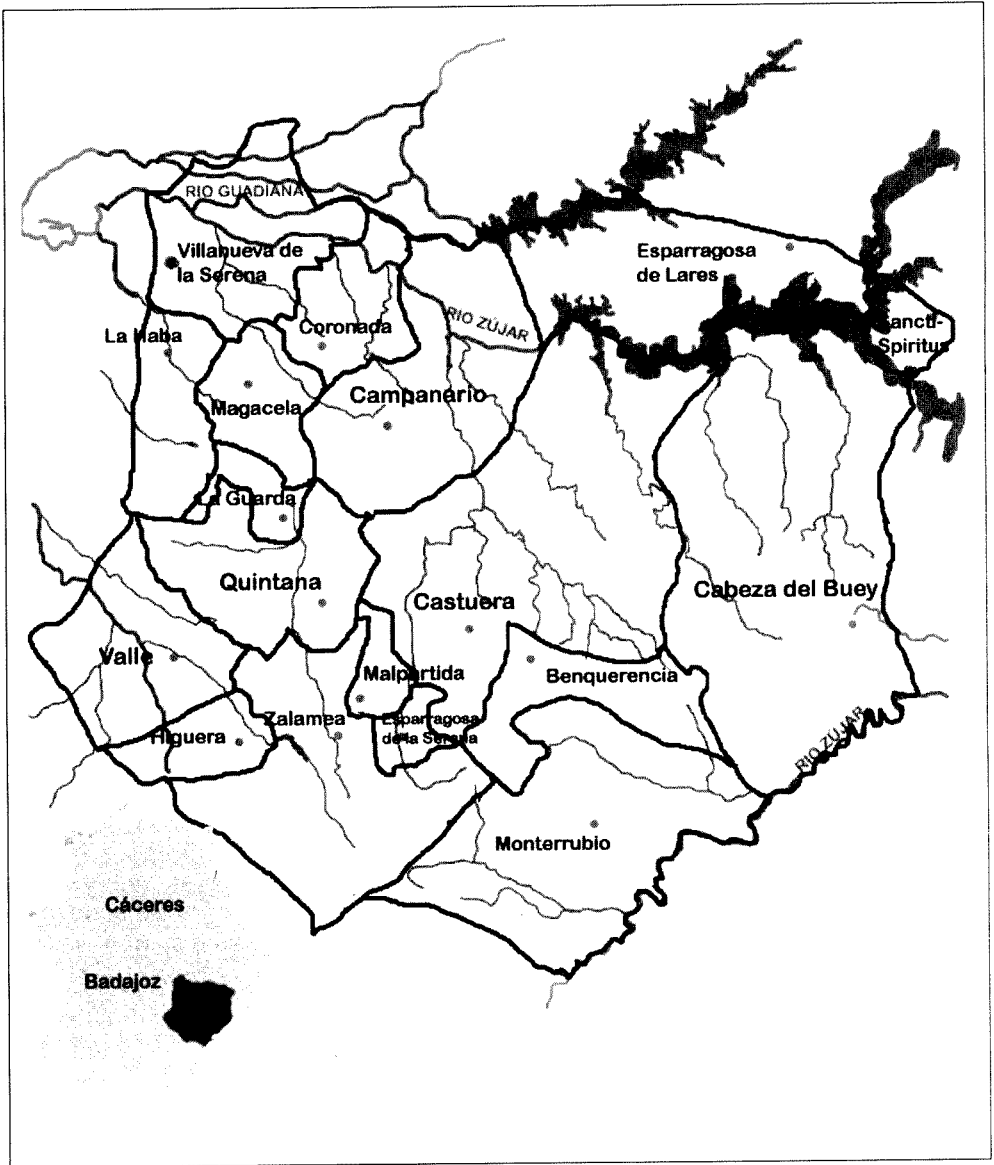 RIO GUADIANA
Villanueva de
la Serena
Esparragosa
de Lares
La Haba
Coronada
RIO ZÚJAR
Sancti-
Spiritus
Magacela
Campanario
La Guarda
Quintana
Castuera
Cabeza del Buey
Valle
Malpartida
Benquerencia
Zalamea
Esparragosa
de la Serena
Higuera
RIO ZÚJAR
Monterrubio
Cáceres
Badajoz